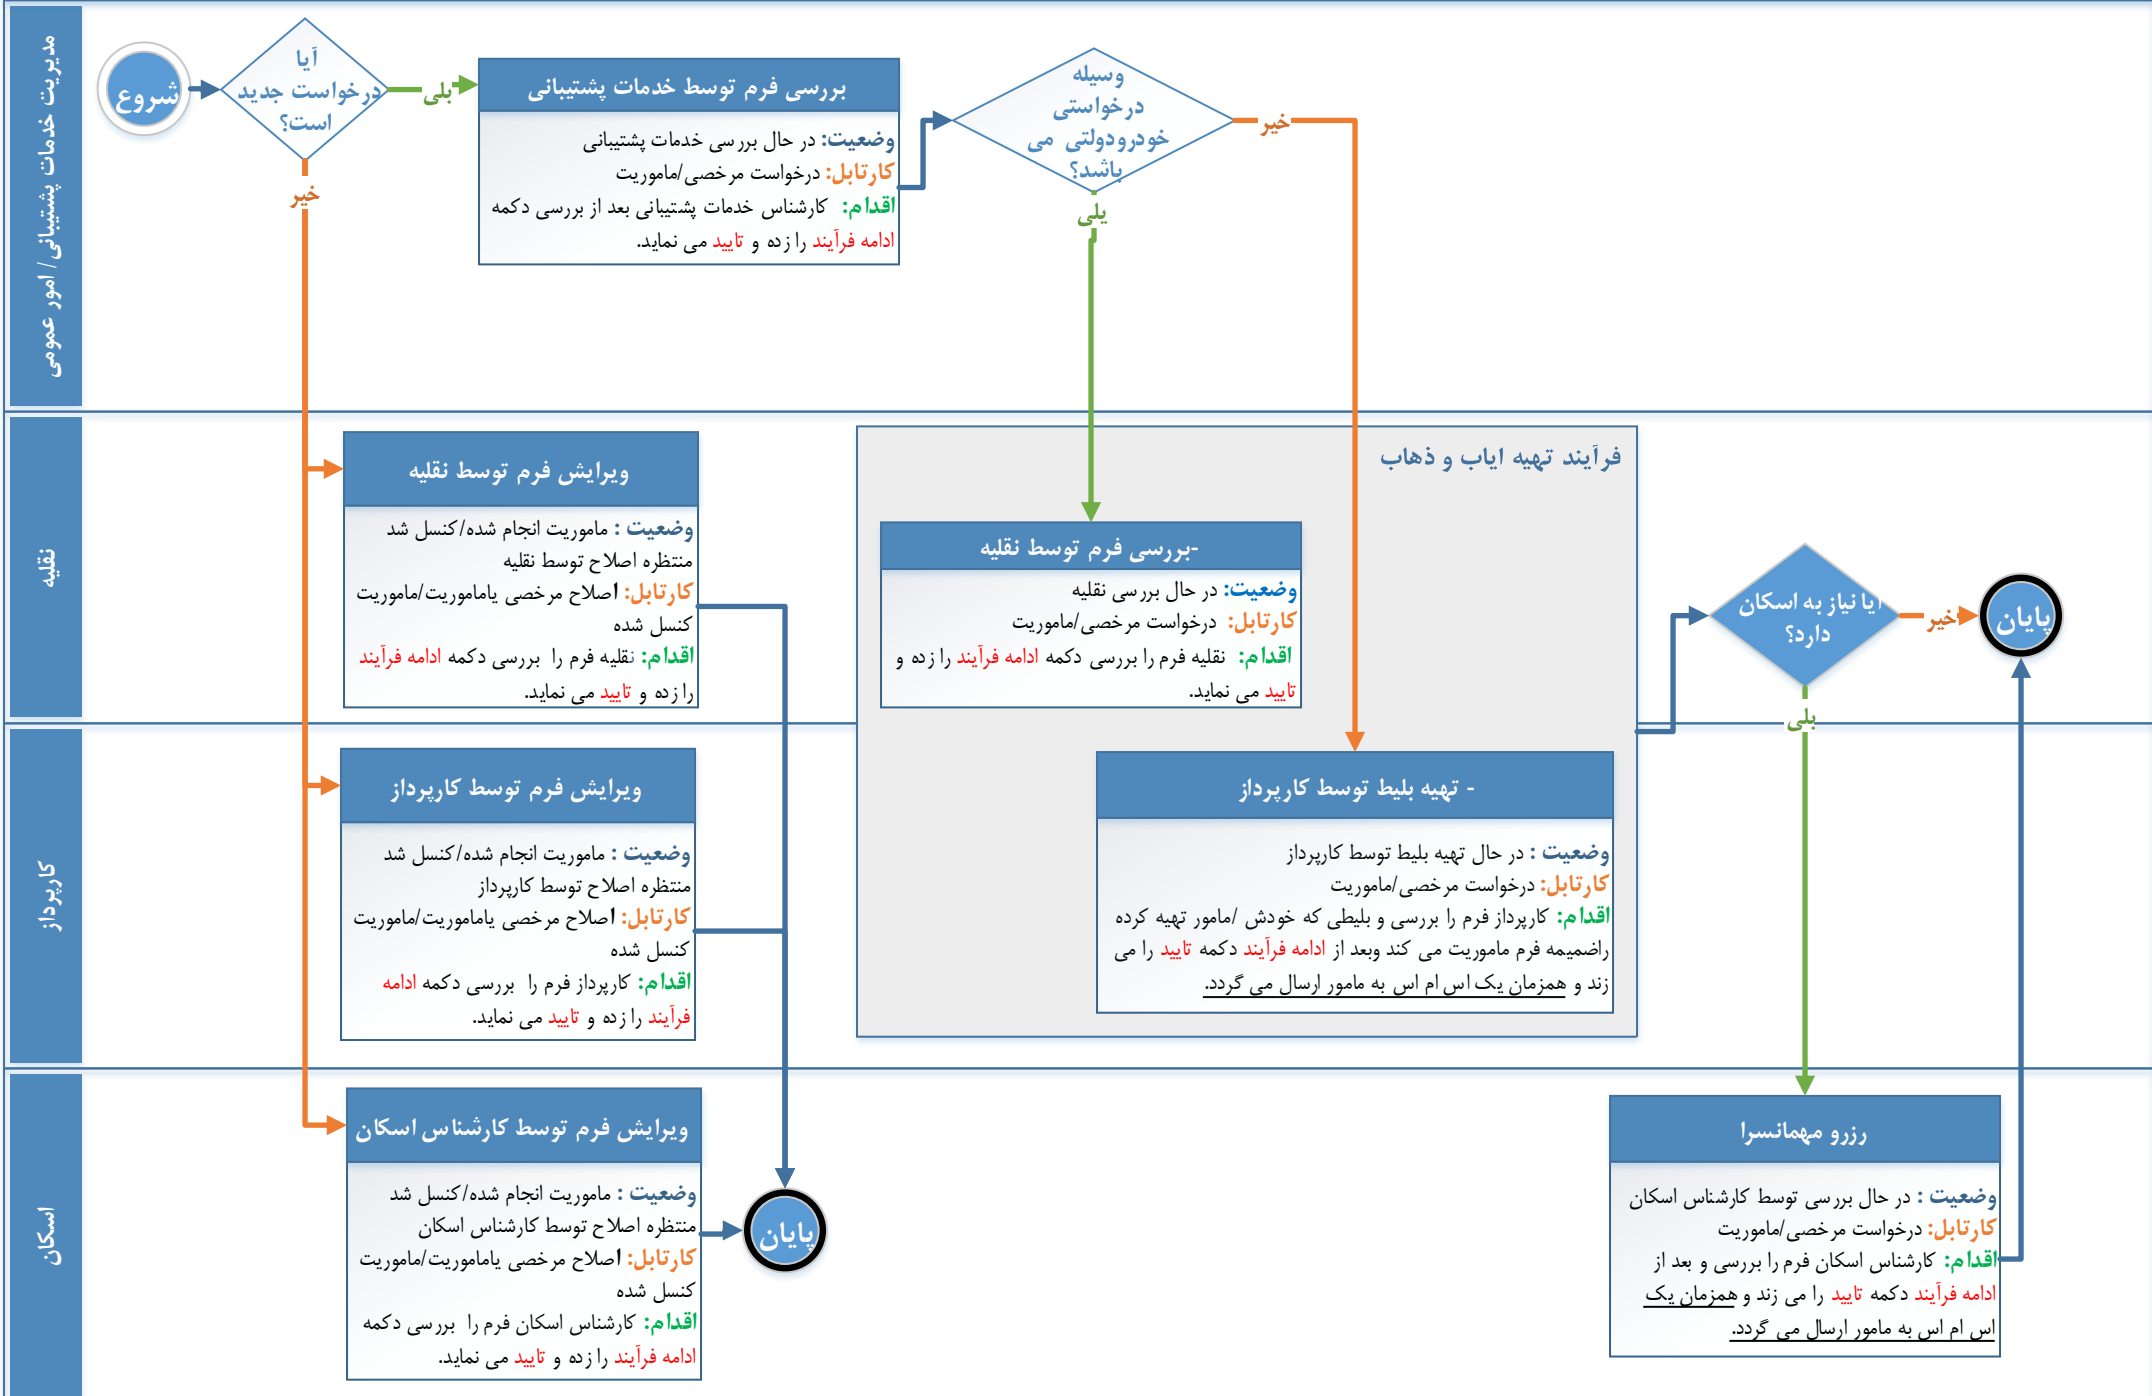 مدیریت خدمات پشتیبانی/ امور عمومی
شروع
آیا
درخواست جدید
است؟
بلی
خیر
بررسی فرم توسط خدمات پشتیبانی
وضعیت: در حال بررسی خدمات پشتیبانی
کارتابل: درخواست مرخصی/ماموریت
اقدام: کارشناس خدمات پشتیبانی بعد از بررسی دکمه
ادامه فرآیند را زده و تایید می نماید.
وسیله
درخواستی
خودرودولتی می
باشد؟
خیر
یلی
نقلیه
ویرایش فرم توسط نقلیه
وضعیت : ماموریت انجام شده/کنسل شد
منتظره اصلاح توسط نقلیه
کارتابل: اصلاح مرخصی یاماموریت/ماموریت
کنسل شده
اقدام: نقلیه فرم را بررسی دکمه ادامه فرآیند
را زده و تایید می نماید.
فرآیند تهیه ایاب و ذهاب
-بررسی فرم توسط نقلیه
وضعیت: در حال بررسی نقلیه
کارتابل: درخواست مرخصی/ماموریت
اقدام: نقلیه فرم را بررسی دکمه ادامه فرآیند را زده و
تایید می نماید.
آیا نیاز به اسکان
دارد؟
خیر
پایان
بلی
کارپرداز
ویرایش فرم توسط کارپرداز
وضعیت : ماموریت انجام شده/کنسل شد
منتظره اصلاح توسط کارپرداز
کارتابل: اصلاح مرخصی یاماموریت/ماموریت
کنسل شده
اقدام: کارپرداز فرم را بررسی دکمه ادامه
فرآیند را زده و تایید می نماید.
- تهیه بلیط توسط کارپرداز
وضعیت : در حال تهیه بلیط توسط کارپرداز
کارتابل: درخواست مرخصی/ماموریت
اقدام: کارپرداز فرم را بررسی و بلیطی که خودش /مامور تهیه کرده
راضمیمه فرم ماموریت می کند وبعد از ادامه فرآیند دکمه تایید را می
زند و همزمان یک اس ام اس به مامور ارسال می گردد.
اسکان
ویرایش فرم توسط کارشناس اسکان
وضعیت : ماموریت انجام شده/کنسل شد
منتظره اصلاح توسط کارشناس اسکان
کارتابل: اصلاح مرخصی یاماموریت/ماموریت
کنسل شده
اقدام: کارشناس اسکان فرم را بررسی دکمه
ادامه فرآیند را زده و تایید می نماید.
پایان
رزرو مهمانسرا
وضعیت : در حال بررسی توسط کارشناس اسکان
کارتابل: درخواست مرخصی/ماموریت
اقدام: کارشناس اسکان فرم را بررسی و بعد از
ادامه فرآیند دکمه تایید را می زند و همزمان یک
اس ام اس به مامور ارسال می گردد.